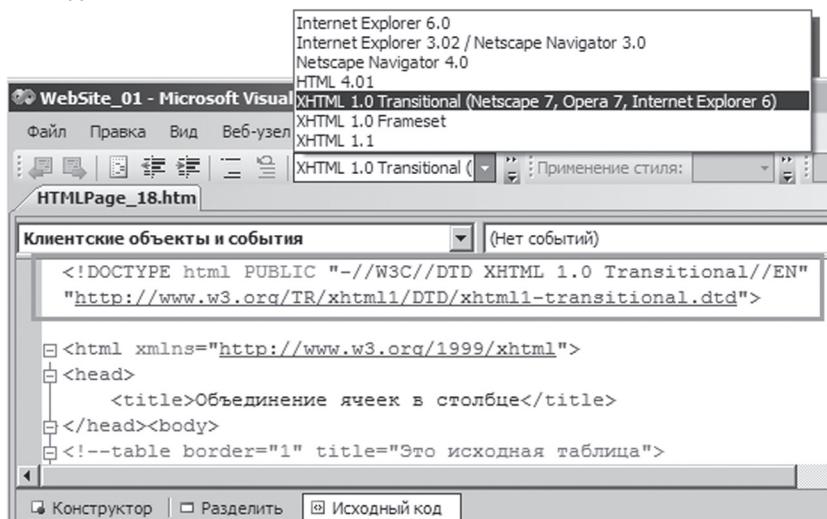 Internet Explorer 6.0
Internet Explorer 3.02 / Netscape Navigator 3.0
Netscape Navigator 4.0
HTML 4.01
XHTML 1.0 Transitional (Netscape 7, Opera 7, Internet Explorer 6)
XHTML 1.0 Frameset
XHTML 1.1
WebSite_01 - Microsoft Visual
Файл Правка Вид Веб-узел
XHTML 1.0 Transitional ( Применение стиля:
HTMLPage_18.htm
Клиентские объекты и события (Нет событий)
<!DOCTYPE html PUBLIC "-//W3C//DTD XHTML 1.0 Transitional//EN"
"http://www.w3.org/TR/xhtml1/DTD/xhtml1-transitional.dtd">
<html xmlns="http://www.w3.org/1999/xhtml">
<head>
<title>Объединение ячеек в столбце</title>
</head><body>
<!--table border="1" title="Это исходная таблица">
Конструктор Разделить Исходный код